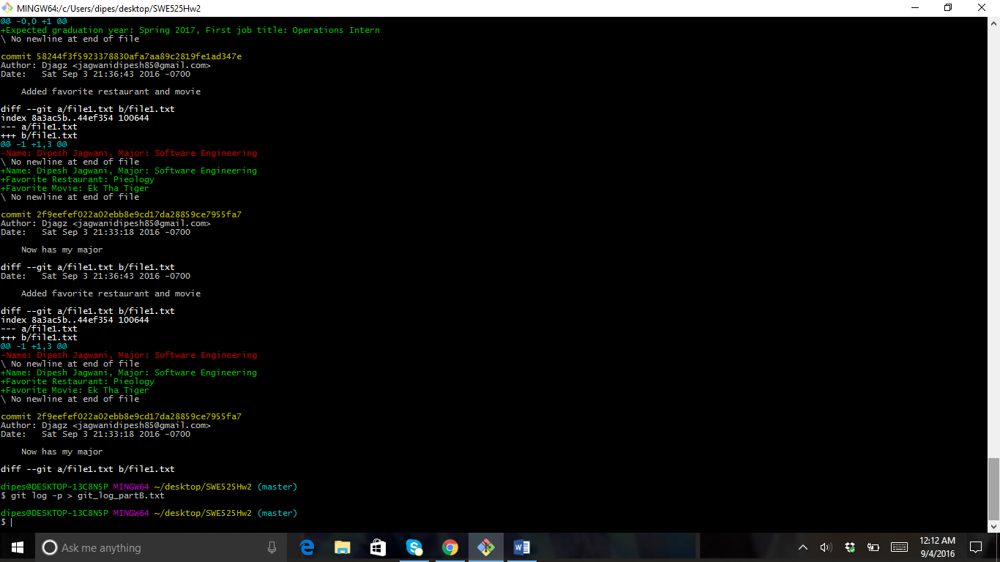 MINGW64:/c/Users/dipes/desktop/SWE525Hw2
@@ -0,0 +1 @@
+Expected graduation year: Spring 2017, First job title: Operations Intern
\ No newline at end of file
commit 58244f3f5923378830afa7aa89c2819fe1ad347e
Author: Djagz <jagwanidipesh85@gmail.com>
Date:   Sat Sep 3 21:36:43 2016 -0700
    Added favorite restaurant and movie
diff --git a/file1.txt b/file1.txt
index 8a3ac5b..44ef354 100644
--- a/file1.txt
+++ b/file1.txt
@@ -1 +1,3 @@
-Name: Dipesh Jagwani, Major: Software Engineering
\ No newline at end of file
+Name: Dipesh Jagwani, Major: Software Engineering
+Favorite Restaurant: Pieology
+Favorite Movie: Ek Tha Tiger
\ No newline at end of file
commit 2f9eefef022a02ebb8e9cd17da28859ce7955fa7
Author: Djagz <jagwanidipesh85@gmail.com>
Date:   Sat Sep 3 21:33:18 2016 -0700
    Now has my major
diff --git a/file1.txt b/file1.txt
Date:   Sat Sep 3 21:36:43 2016 -0700
    Added favorite restaurant and movie
diff --git a/file1.txt b/file1.txt
index 8a3ac5b..44ef354 100644
--- a/file1.txt
+++ b/file1.txt
@@ -1 +1,3 @@
-Name: Dipesh Jagwani, Major: Software Engineering
\ No newline at end of file
+Name: Dipesh Jagwani, Major: Software Engineering
+Favorite Restaurant: Pieology
+Favorite Movie: Ek Tha Tiger
\ No newline at end of file
commit 2f9eefef022a02ebb8e9cd17da28859ce7955fa7
Author: Djagz <jagwanidipesh85@gmail.com>
Date:   Sat Sep 3 21:33:18 2016 -0700
    Now has my major
diff --git a/file1.txt b/file1.txt
dipes@DESKTOP-13C8N5P MINGW64 ~/desktop/SWE525Hw2 (master)
$ git log -p > git_log_partB.txt
dipes@DESKTOP-13C8N5P MINGW64 ~/desktop/SWE525Hw2 (master)
$
Ask me anything
12:12 AM
9/4/2016